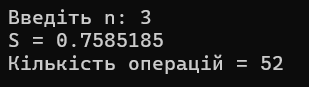 Введіть n: 3
S = 0.7585185
Кількість операцій = 52